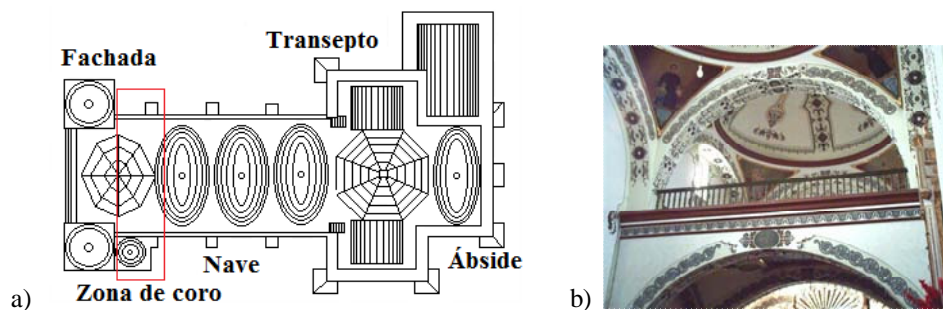 Fachada
Transepto
Nave
Ábside
Zona de coro
a)
b)